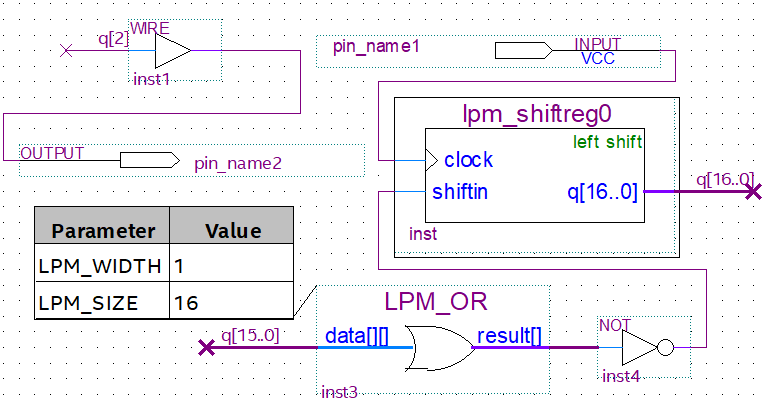 WIRE
q[2]
inst1
pin_name1
INPUT
VCC
OUTPUT
pin_name2
lpm_shiftreg0
left shift
clock
shiftin
q[16..0]
q[16..0]
inst
Parameter Value
LPM_WIDTH 1
LPM_SIZE 16
LPM_OR
q[15..0]
data[][]
result[]
inst3
NOT
inst4